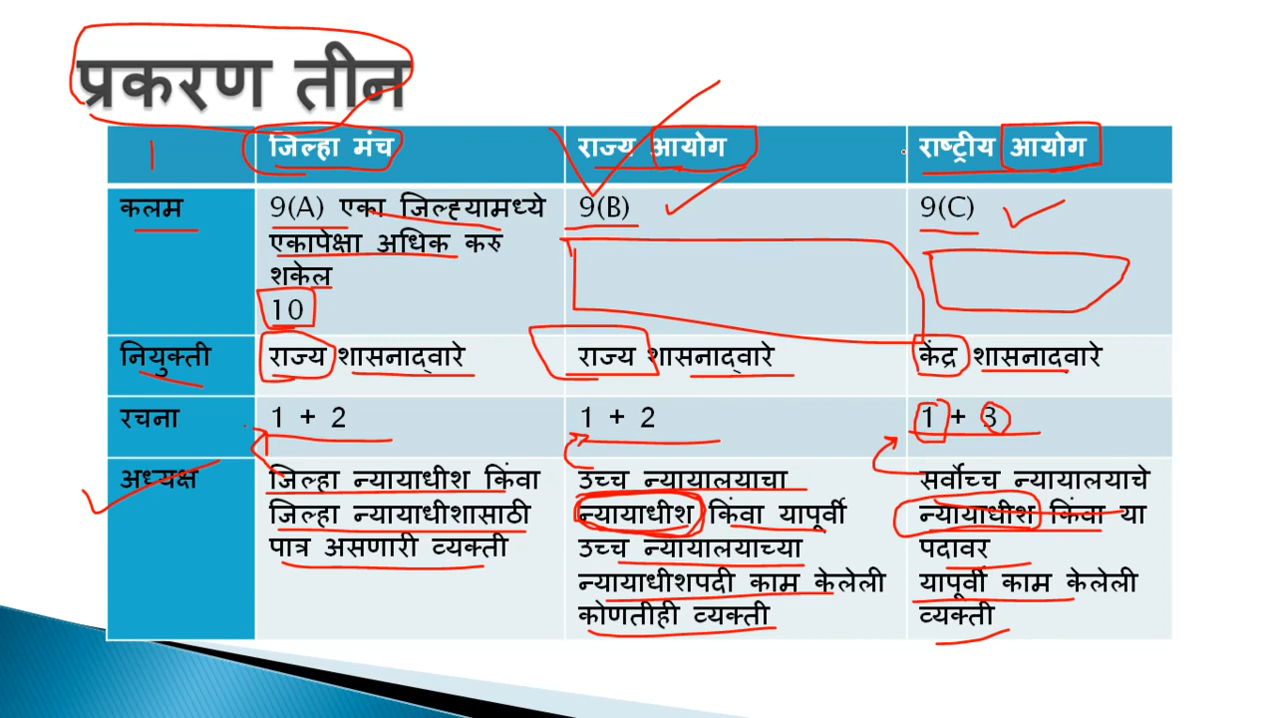 प्रकरण तीन
जिल्हा मंच
राज्य आयोग
राष्ट्रीय आयोग
कलम
9(A) एका जिल्ह्यामध्ये
एकापेक्षा अधिक करु
शकेल
10
9(B)
9(C)
नियुक्ती
राज्य शासनाद्वारे
राज्य शासनाद्वारे
केंद्र शासनादवारे
रचना
1 + 2
1 + 2
1 + 3
अध्यक्ष
जिल्हा न्यायाधीश किंवा
जिल्हा न्यायाधीशासाठी
पात्र असणारी व्यक्ती
उच्च न्यायालयाचा
न्यायाधीश किंवा यापूर्वी
उच्च न्यायालयाच्या
न्यायाधीशपदी काम केलेली
कोणतीही व्यक्ती
सर्वोच्च न्यायालयाचे
न्यायाधीश किंवा या
पदावर
यापूर्वी काम केलेली
व्यक्ती